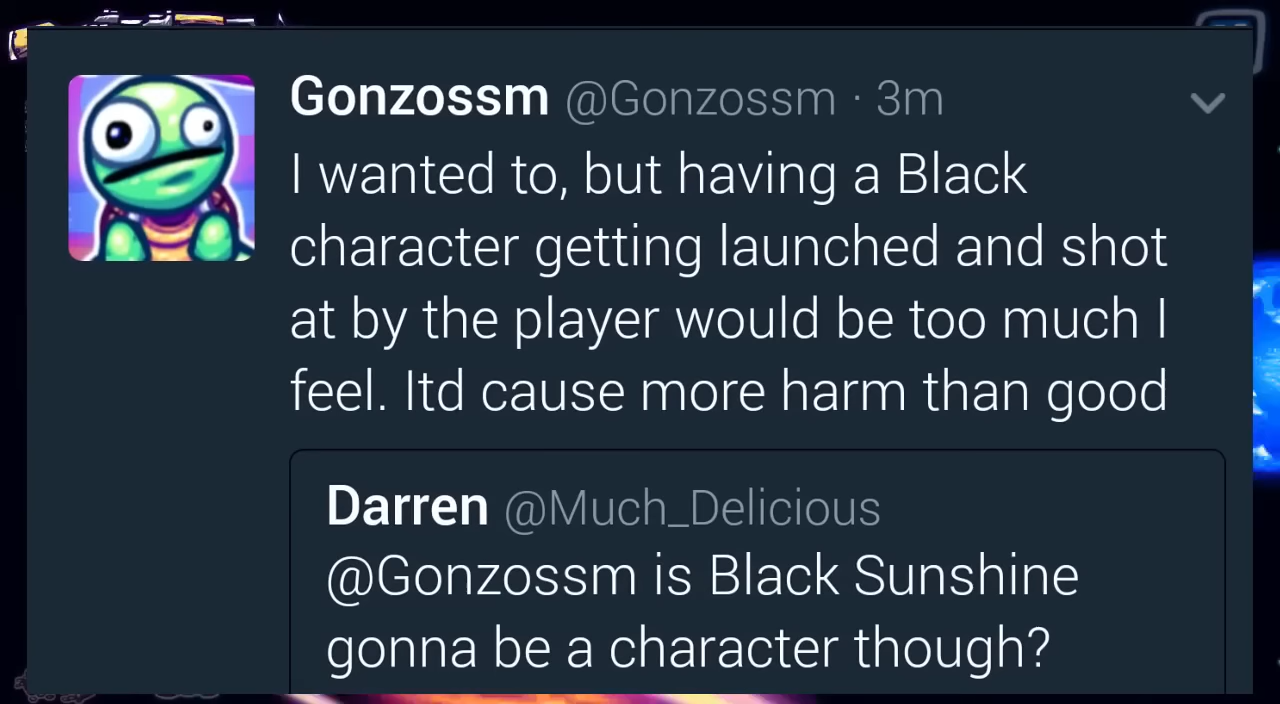 Gonzossm @Gonzossm · 3m
I wanted to, but having a Black
character getting launched and shot
at by the player would be too much I
feel. Itd cause more harm than good
Darren @Much_Delicious
@Gonzossm is Black Sunshine
gonna be a character though?